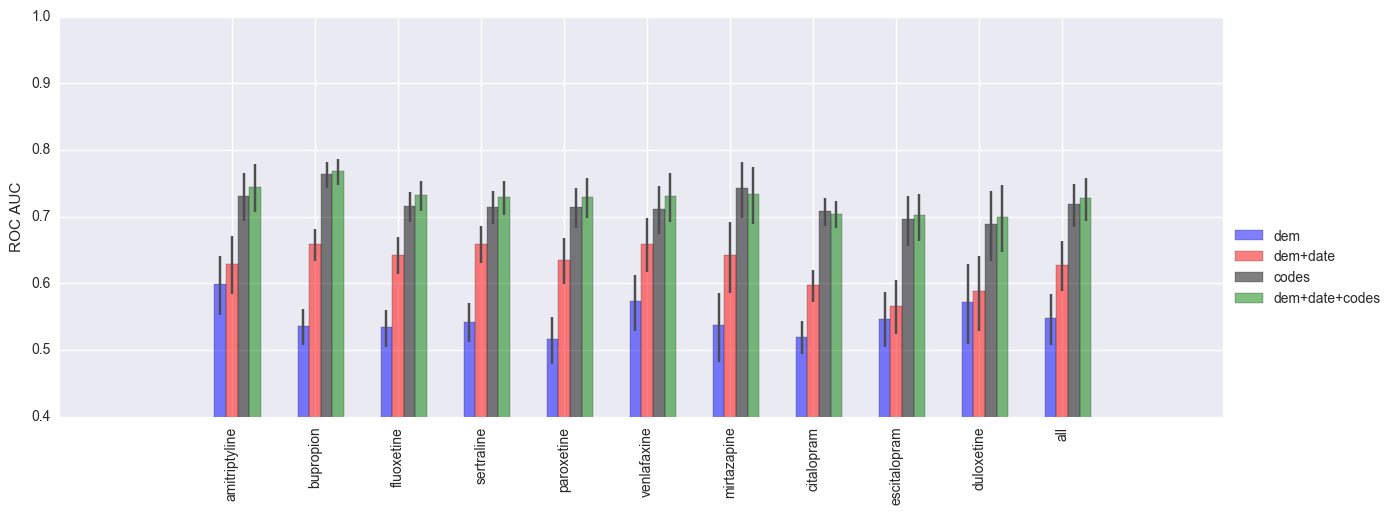 ROC AUC
1.0
0.9
0.8
0.7
0.6
0.5
0.4
amitriptyline
bupropion
fluoxetine
sertraline
paroxetine
venlafaxine
mirtazapine
citalopram
escitalopram
duloxetine
all
dem
dem+date
codes
dem+date+codes